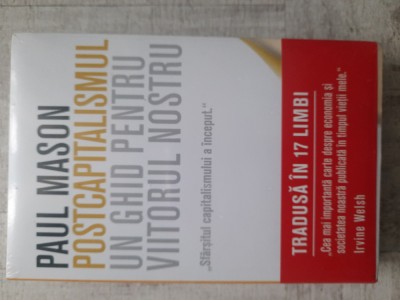 PAUL MASON
POSTCAPITALISMUL
UN GHID PENTRU
VIITORUL NOSTRU
„Sfârșitul capitalismului a început.”
TRADUSĂ ÎN 17 LIMBI
„Cea mai importantă carte despre economia și
societatea noastră publicată în timpul vieții mele.”
Irvine Welsh